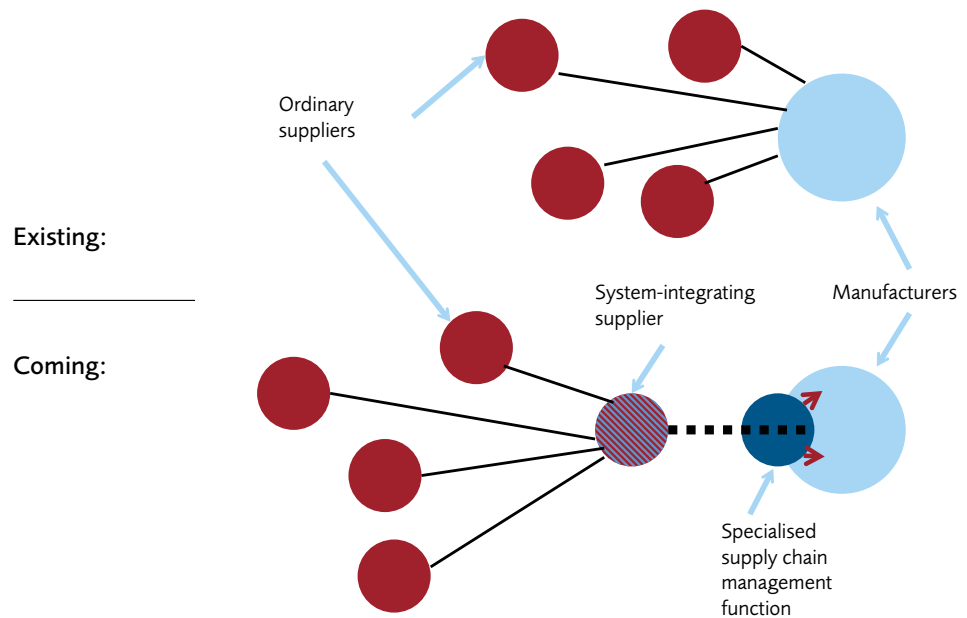 Ordinary
suppliers
Existing:
System-integrating
supplier
Manufacturers
Coming:
Specialised
supply chain
management
function